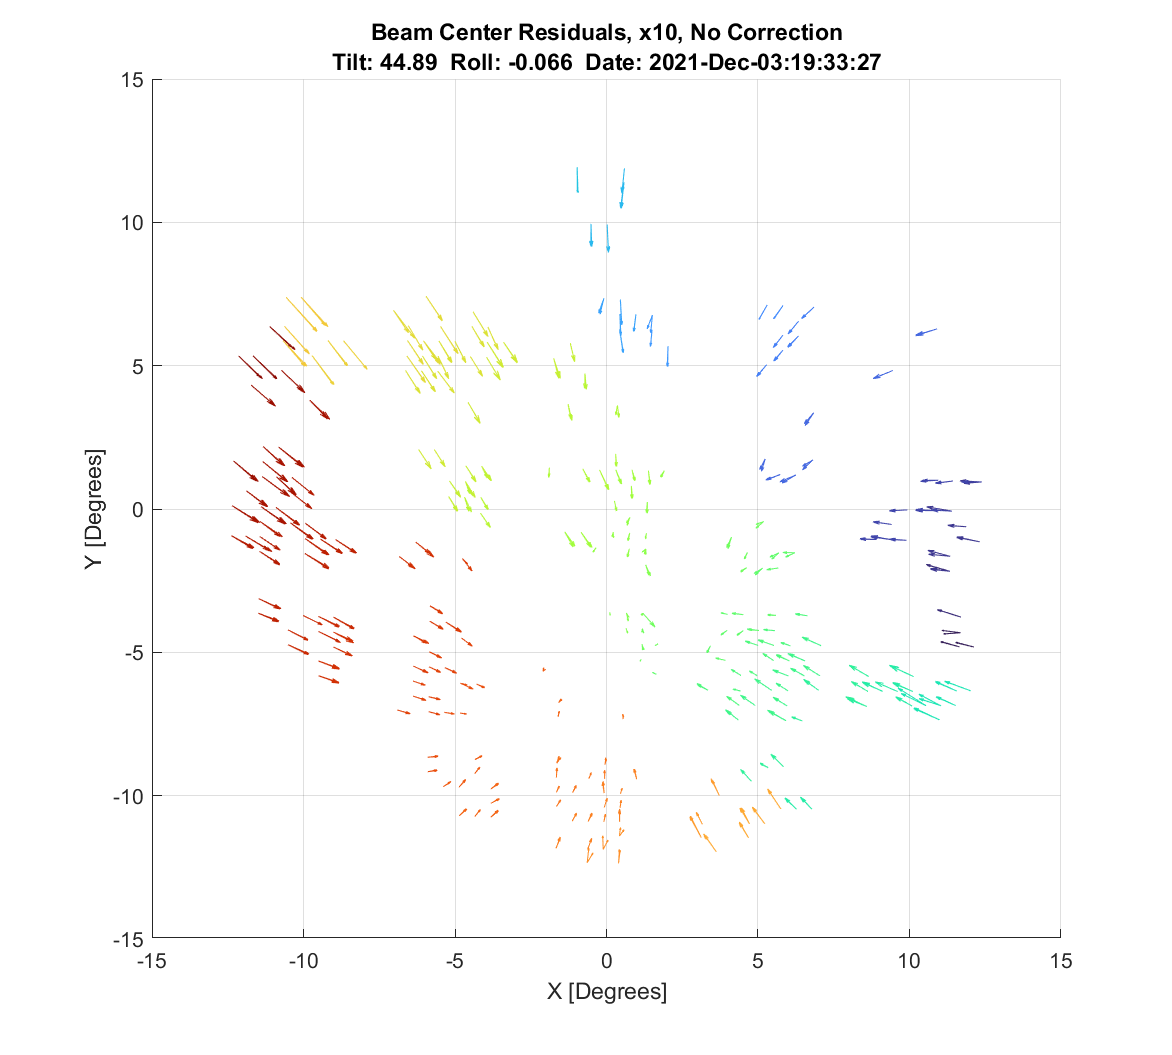 Beam Center Residuals, x10, No Correction
Tilt: 44.89 Roll: -0.066 Date: 2021-Dec-03:19:33:27
15
10
5
0
-5
-10
-15
Y [Degrees]
-15 -10 -5 0 5 10 15
X [Degrees]